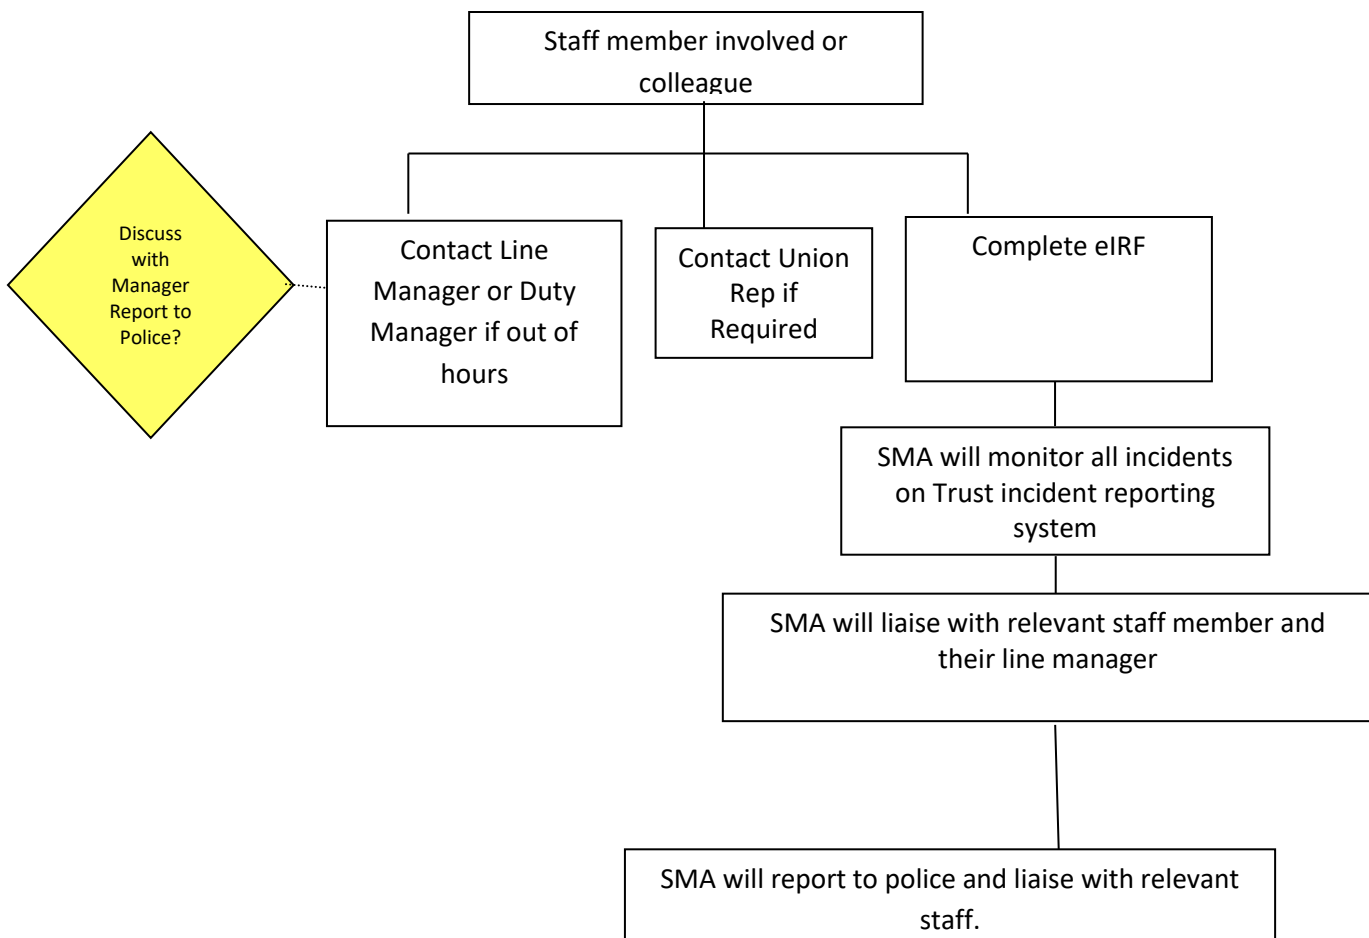 Staff member involved or
colleague
Discuss
with
Manager
Report to
Police?
Contact Line
Manager or Duty
Manager if out of
hours
Contact Union
Rep if
Required
Complete eIRF
SMA will monitor all incidents
on Trust incident reporting
system
SMA will liaise with relevant staff member and
their line manager
SMA will report to police and liaise with relevant
staff.